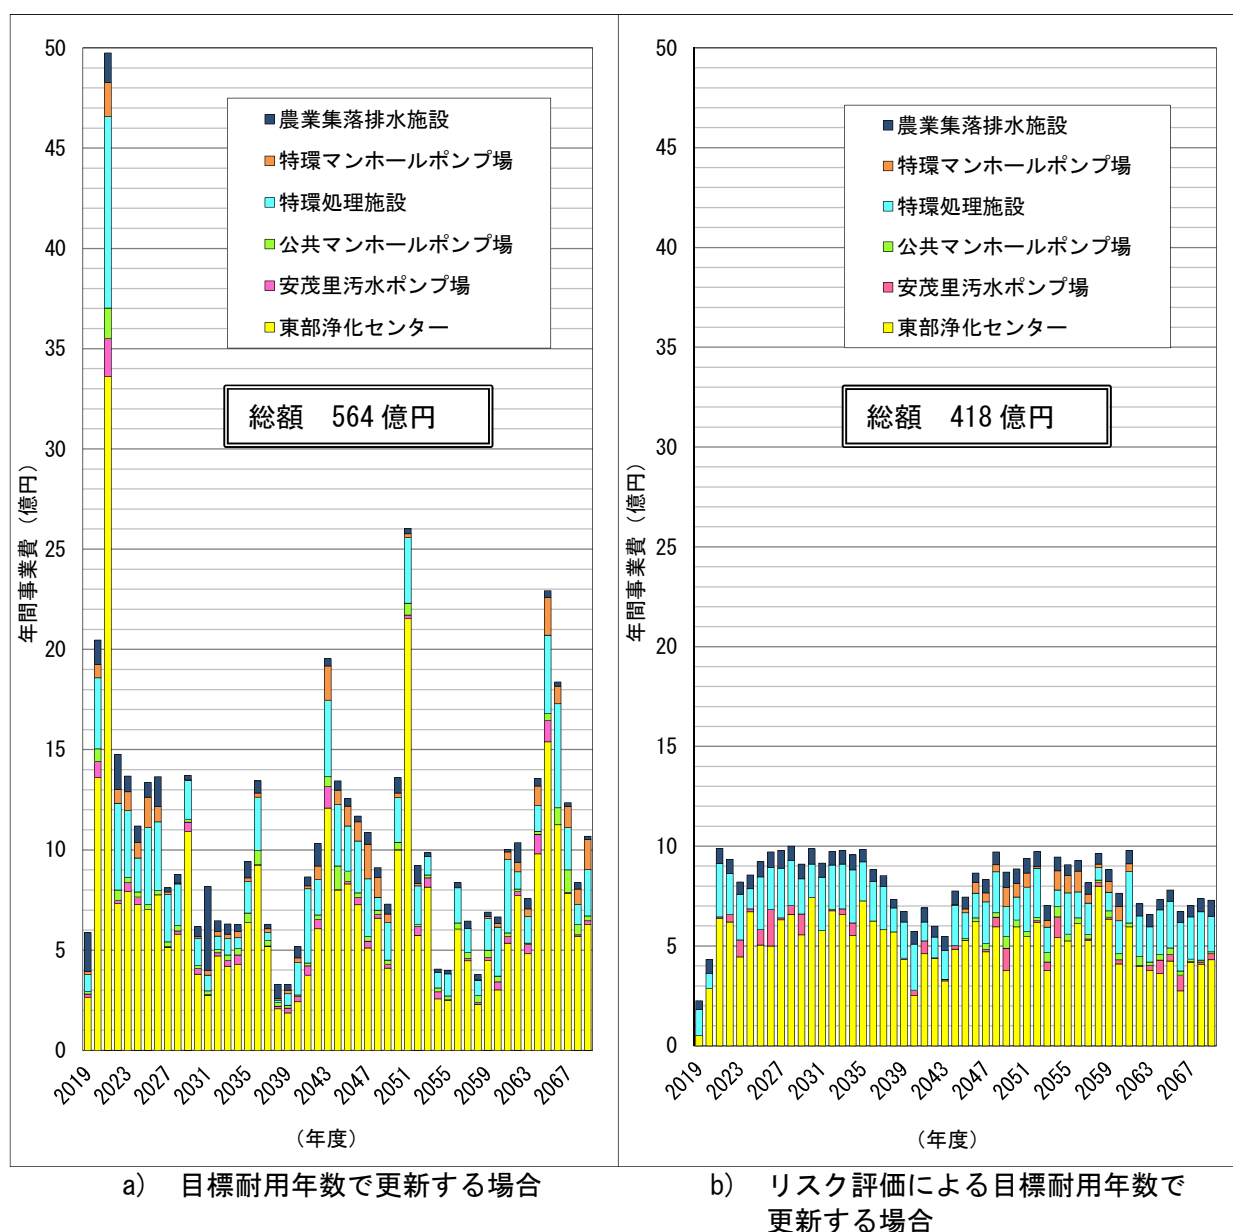 50
45
40
35
30
25
20
15
10
5
0
年間事業費（億円）
農業集落排水施設
特環マンホールポンプ場
特環処理施設
公共マンホールポンプ場
安茂里汚水ポンプ場
東部浄化センター
総額　564 億円
2019
2023
2027
2031
2035
2039
2043
2047
2051
2055
2059
2063
2067
（年度）
a)　目標耐用年数で更新する場合
50
45
40
35
30
25
20
15
10
5
0
年間事業費（億円）
農業集落排水施設
特環マンホールポンプ場
特環処理施設
公共マンホールポンプ場
安茂里汚水ポンプ場
東部浄化センター
総額　418 億円
2019
2023
2027
2031
2035
2039
2043
2047
2051
2055
2059
2063
2067
（年度）
b)　リスク評価による目標耐用年数で
更新する場合